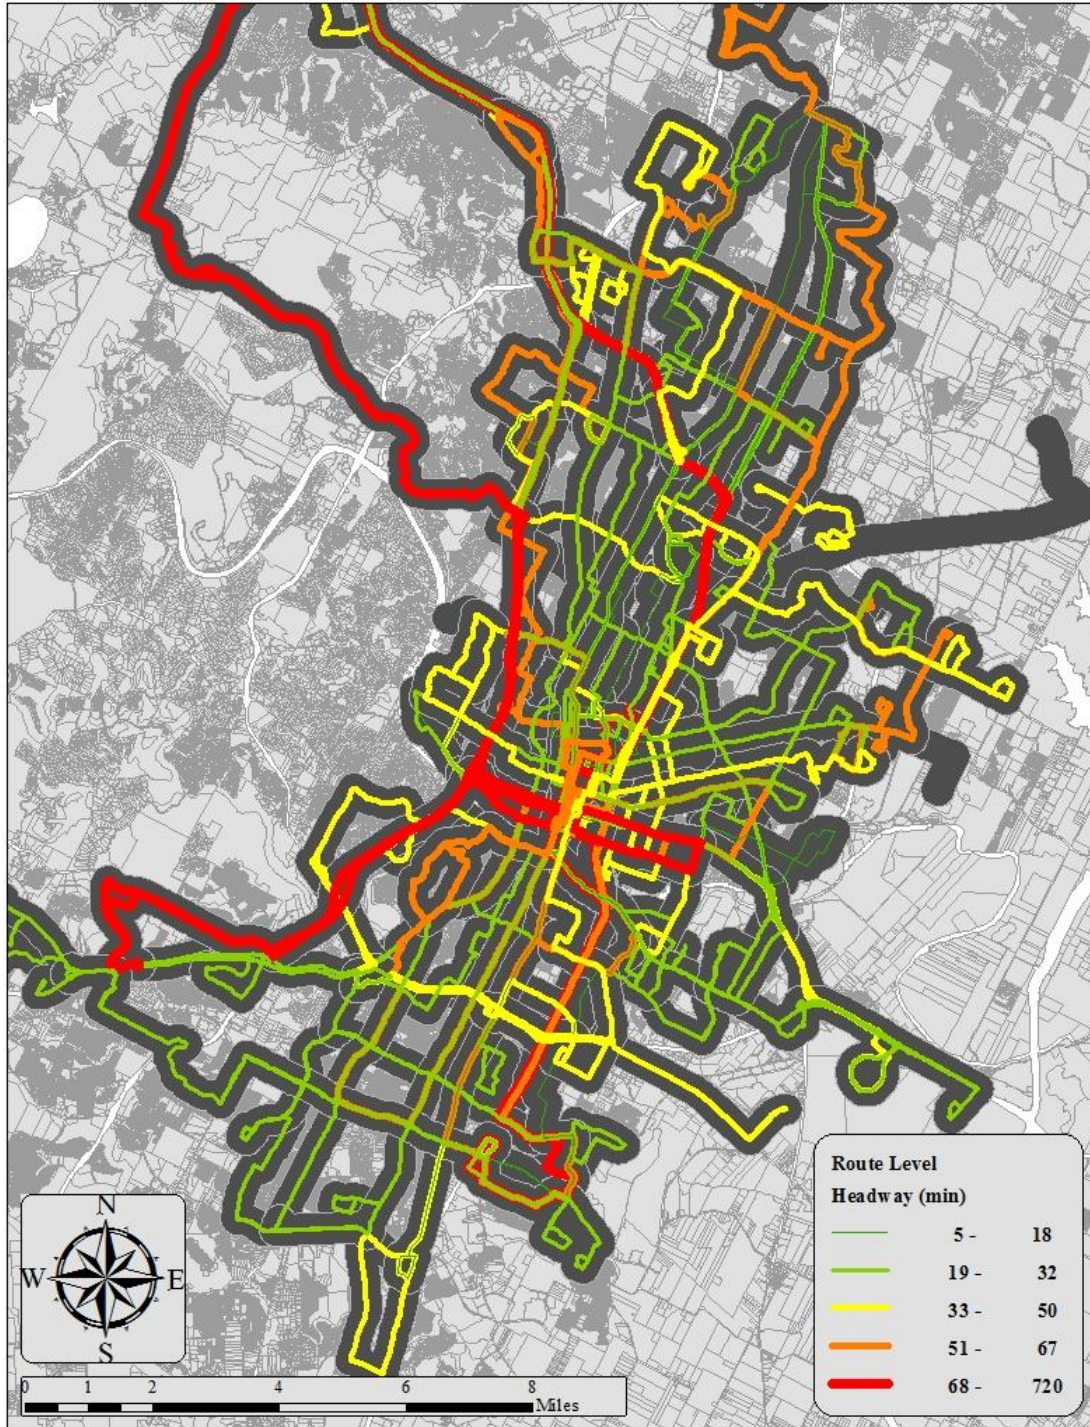 Route Level
Headway (min)
5 - 18
19 - 32
33 - 50
51 - 67
68 - 720
N
W E
S
0 1 2 4 6 8
Miles